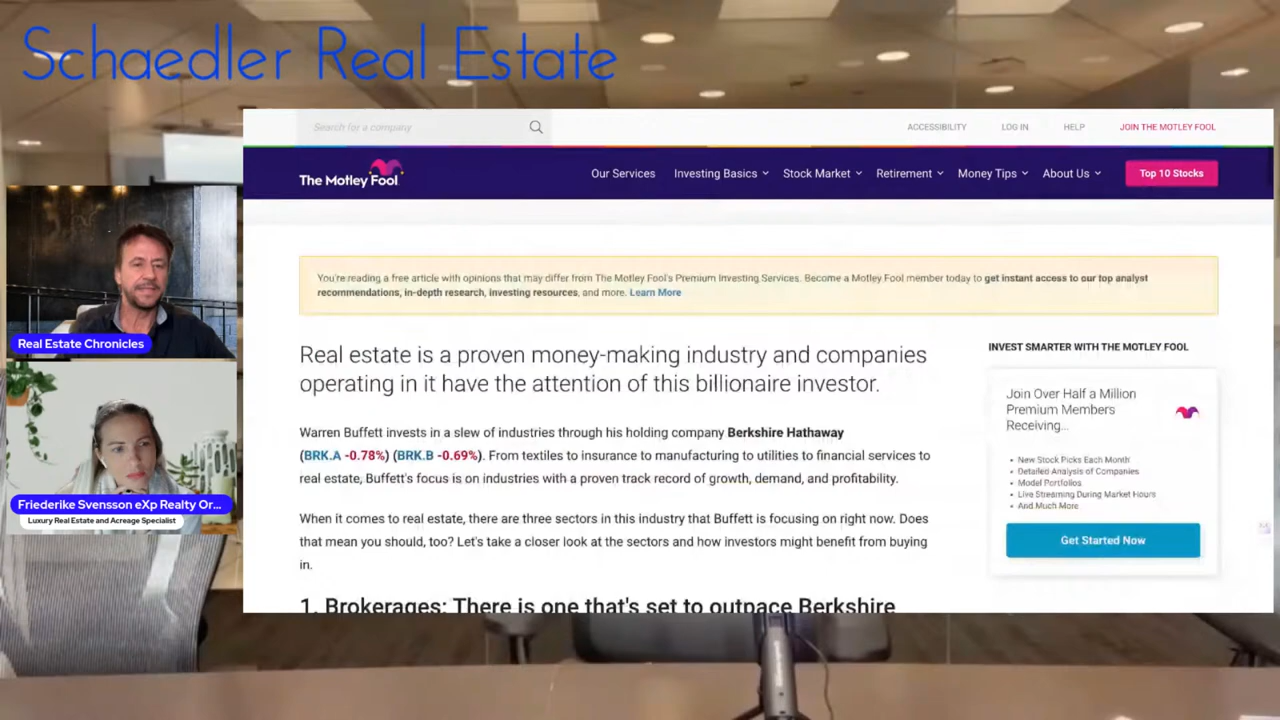 Schaedler Real Estate
Search for a company
ACCESSIBILITY LOG IN HELP JOIN THE MOTLEY FOOL
The Motley Fool
Our Services Investing Basics Stock Market Retirement Money Tips About Us Top 10 Stocks
You're reading a free article with opinions that may differ from The Motley Fool's Premium Investing Services. Become a Motley Fool member today to get instant access to our top analyst
recommendations, in-depth research, investing resources, and more. Learn More
Real estate is a proven money-making industry and companies
operating in it have the attention of this billionaire investor.
Warren Buffett invests in a slew of industries through his holding company Berkshire Hathaway
(BRK.A -0.78%) (BRK.B -0.69%). From textiles to insurance to manufacturing to utilities to financial services to
real estate, Buffett's focus is on industries with a proven track record of growth, demand, and profitability.
When it comes to real estate, there are three sectors in this industry that Buffett is focusing on right now. Does
that mean you should, too? Let's take a closer look at the sectors and how investors might benefit from buying
in.
1. Brokerages: There is one that's set to outpace Berkshire
INVEST SMARTER WITH THE MOTLEY FOOL
Join Over Half a Million
Premium Members
Receiving...
• New Stock Picks Each Month
• Detailed Analysis of Companies
• Model Portfolios
• Live Streaming During Market Hours
• And Much More
Get Started Now
Real Estate Chronicles
Friederike Svensson eXp Realty Or...
Luxury Real Estate and Acreage Specialist